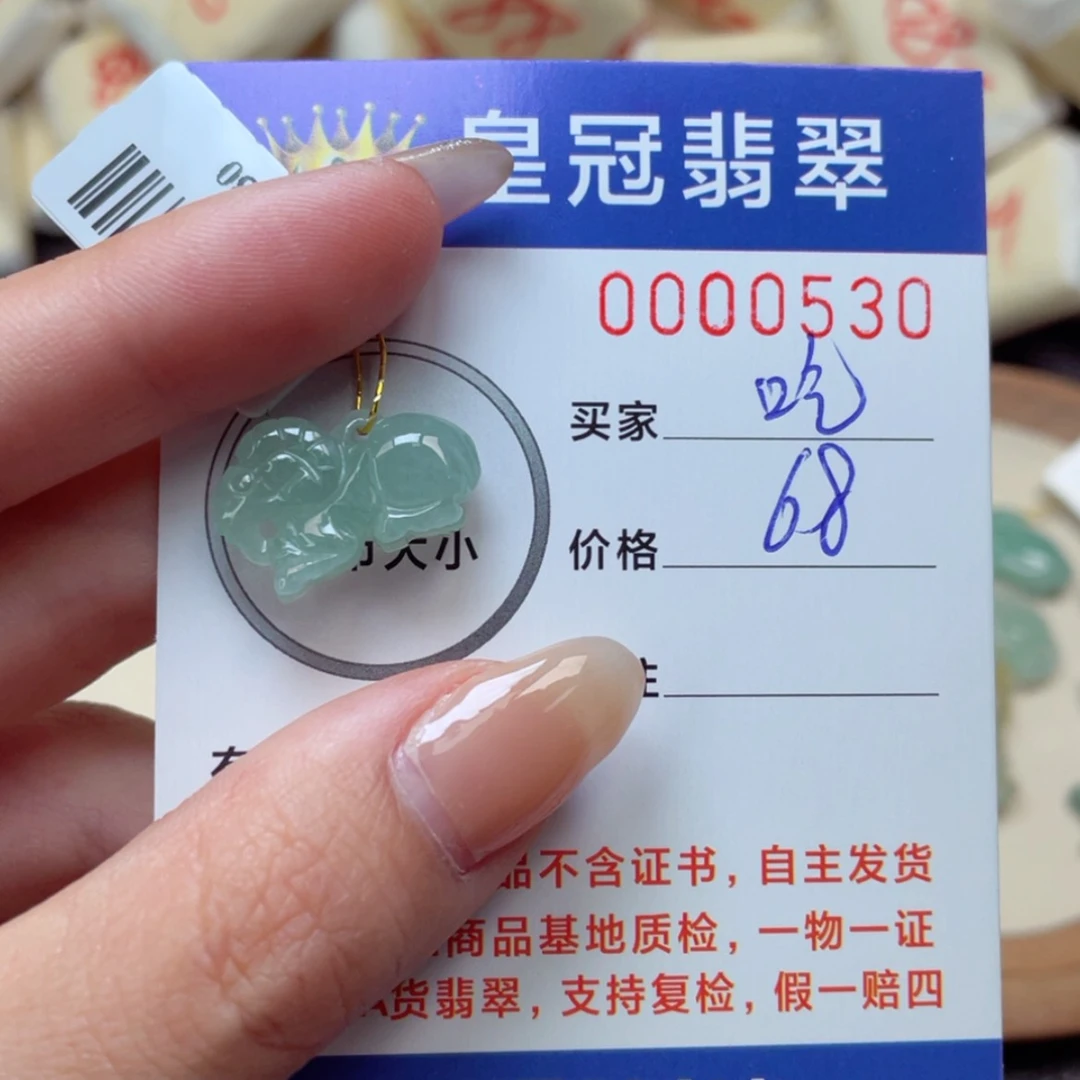 皇冠翡翠
0000530
买家 吃
价格 68
大小
品不含证书，自主发货
商品基地质检，一物一证
A货翡翠，支持复检，假一赔四